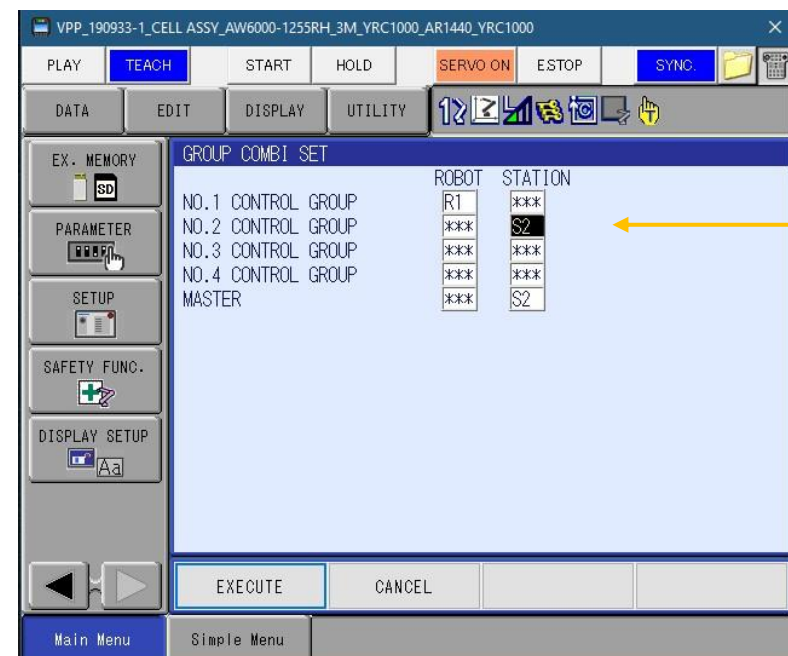 VPP_190933-1_CELL ASSY_AW6000-1255RH_3M_YRC1000_AR1440_YRC1000
PLAY TEACH START HOLD SERVO ON E.STOP SYNC.
DATA EDIT DISPLAY UTILITY
EX. MEMORY
SD
PARAMETER
SETUP
SAFETY FUNC.
DISPLAY SETUP
Aa
GROUP COMBI SET
ROBOT STATION
NO.1 CONTROL GROUP R1 ***
NO.2 CONTROL GROUP *** S2
NO.3 CONTROL GROUP *** ***
NO.4 CONTROL GROUP *** ***
MASTER *** S2
EXECUTE CANCEL
Main Menu Simple Menu